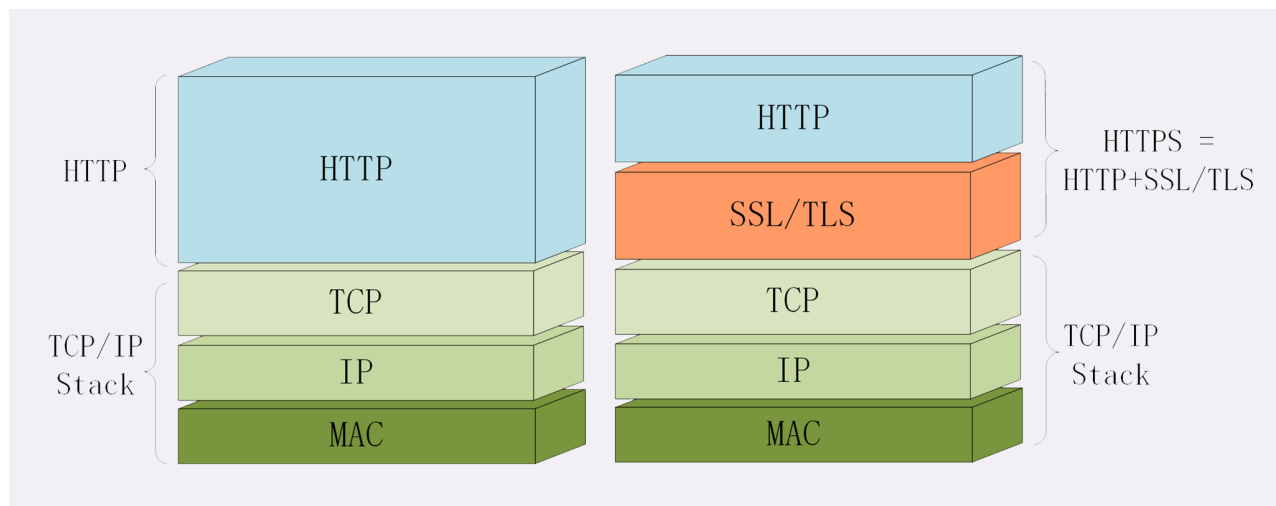 HTTP
TCP/IP
Stack
HTTP
TCP
IP
MAC
HTTP
SSL/TLS
TCP
IP
MAC
HTTPS =
HTTP+SSL/TLS
TCP/IP
Stack